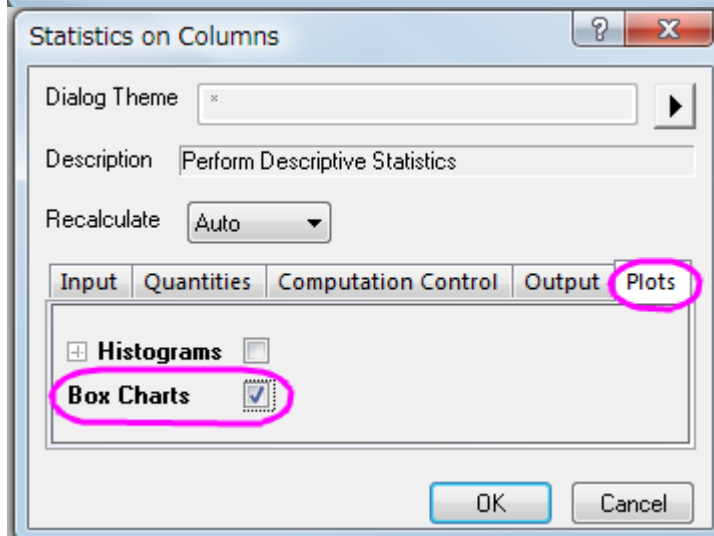 Statistics on Columns
Dialog Theme *
Description Perform Descriptive Statistics
Recalculate Auto
Input Quantities Computation Control Output Plots
Histograms
Box Charts
OK Cancel